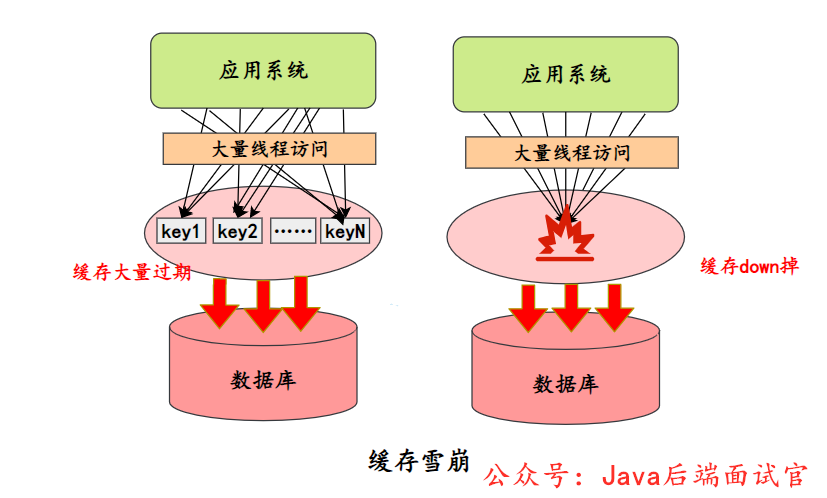 应用系统
应用系统
大量线程访问
大量线程访问
key1 key2 …… keyN
缓存大量过期
缓存down掉
数据库
数据库
缓存雪崩
公众号：Java后端面试官